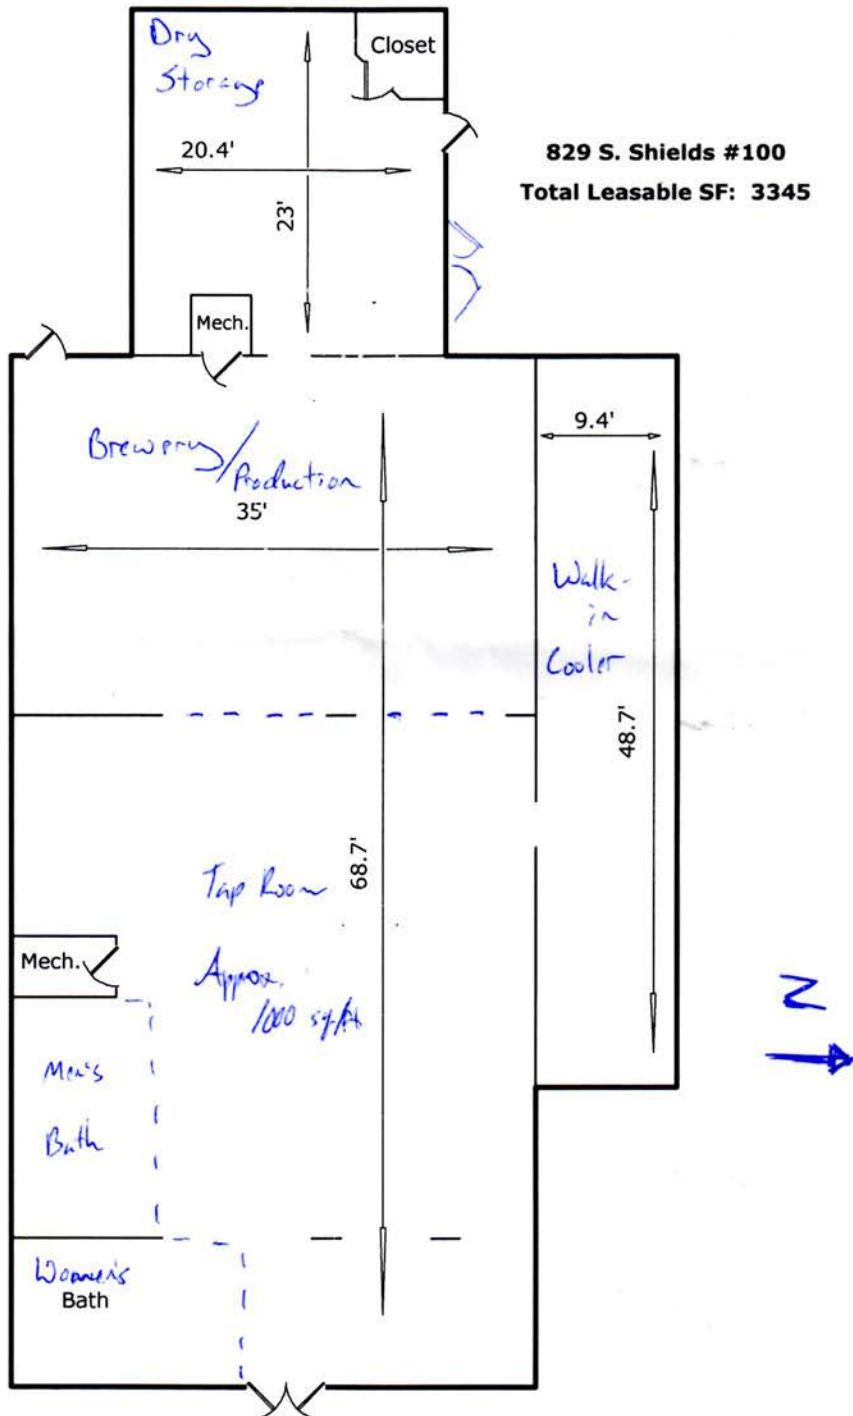 Dry
Storage
Closet
829 S. Shields #100
Total Leasable SF: 3345
20.4'
23'
Mech.
9.4'
Brewery/
Production
35'
Walk-
in
Cooler
48.7'
68.7'
Tap Room
Mech.
Approx.
1000 sq/ft
N
Men's
Bath
Women's
Bath